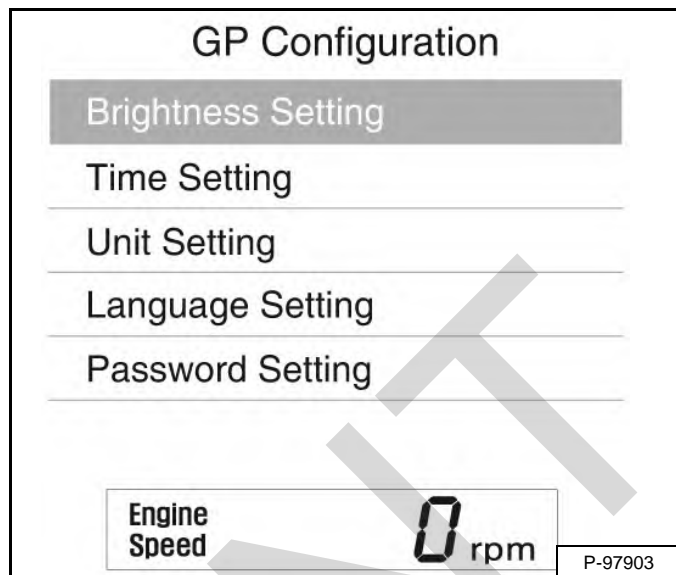 GP Configuration
Brightness Setting
Time Setting
Unit Setting
Language Setting
Password Setting
Engine
Speed
0 rpm
P-97903